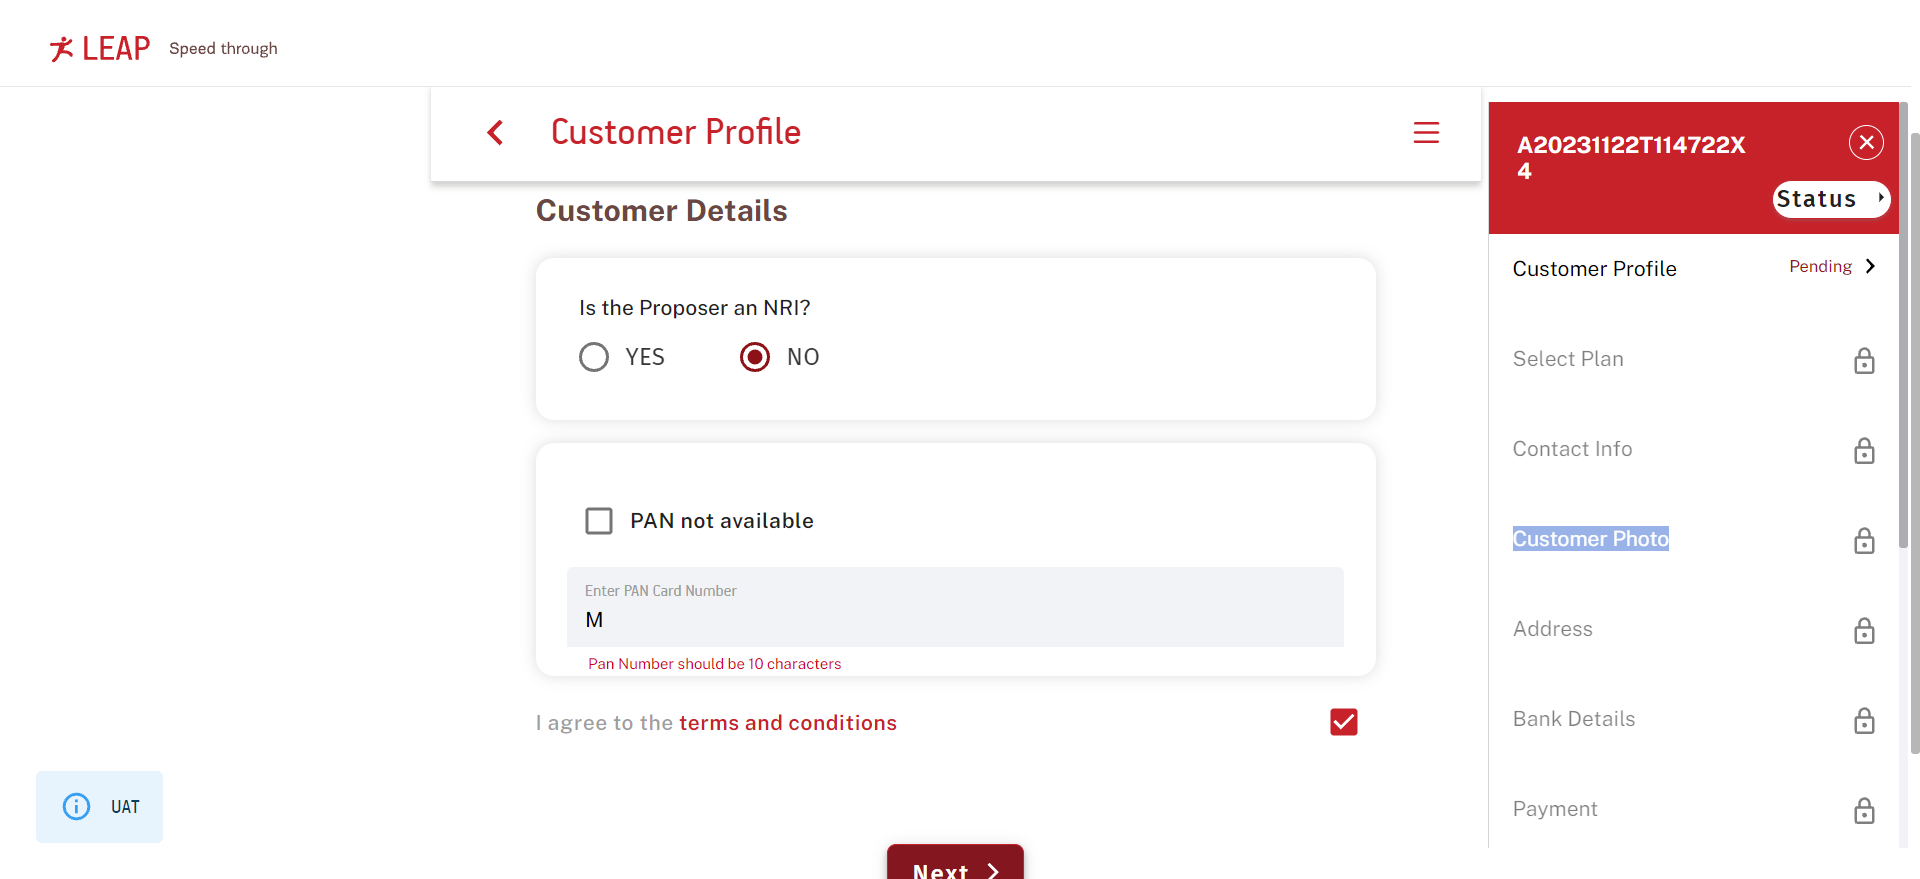 LEAP Speed through
Customer Profile
Customer Details
Is the Proposer an NRI?
YES NO
PAN not available
Enter PAN Card Number
M
Pan Number should be 10 characters
I agree to the terms and conditions
UAT
Next
A20231122T114722X
4
Status
Customer Profile Pending
Select Plan
Contact Info
Customer Photo
Address
Bank Details
Payment